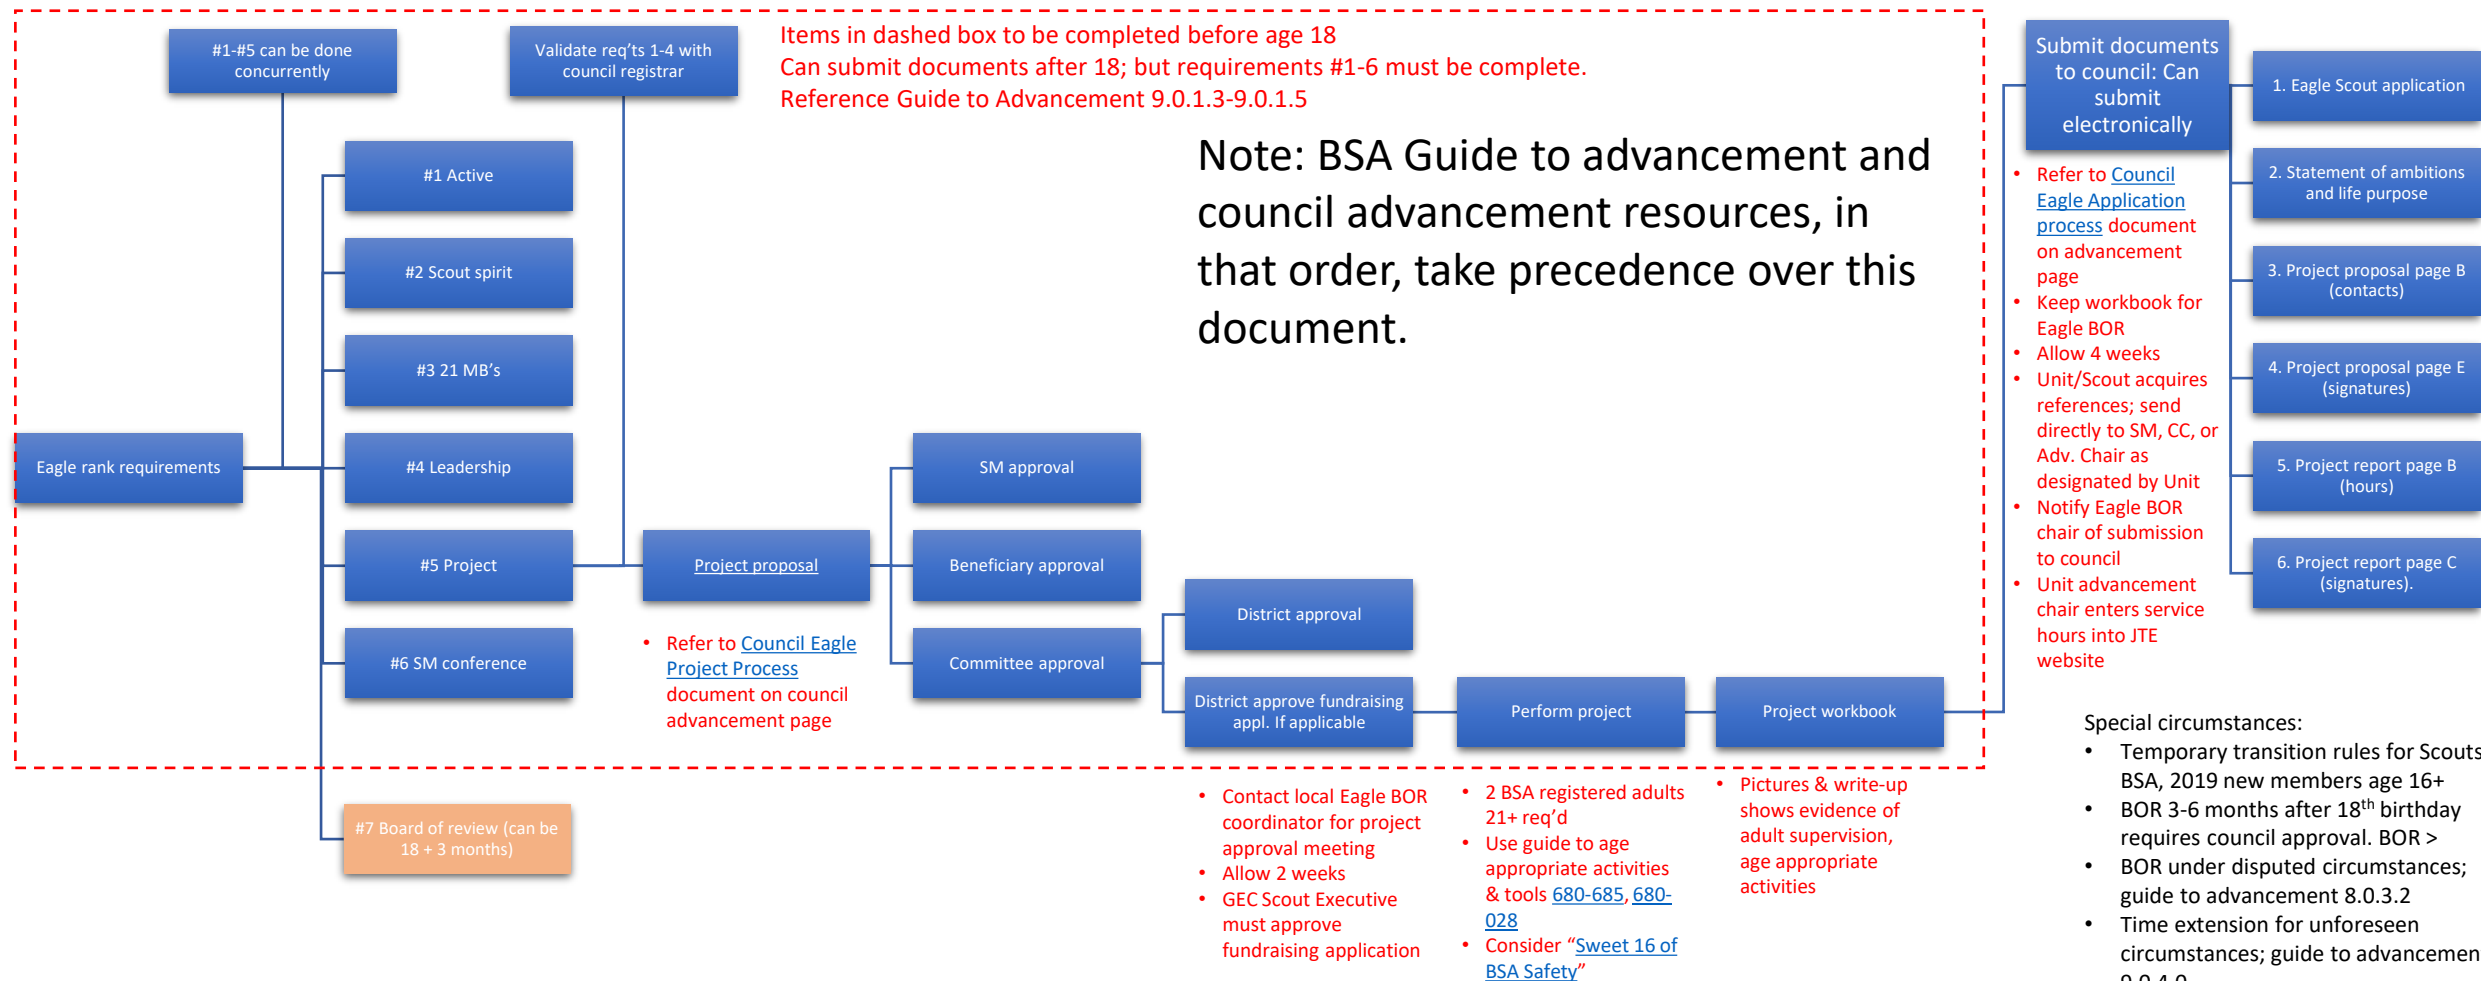 #1-#5 can be done
concurrently
Validate req'ts 1-4 with
council registrar
Items in dashed box to be completed before age 18
Can submit documents after 18; but requirements #1-6 must be complete.
Reference Guide to Advancement 9.0.1.3-9.0.1.5
Note: BSA Guide to advancement and
council advancement resources, in
that order, take precedence over this
document.
Eagle rank requirements
#1 Active
#2 Scout spirit
#3 21 MB's
#4 Leadership
#5 Project
#6 SM conference
#7 Board of review (can be
18 + 3 months)
Project proposal
• Refer to Council Eagle
Project Process
document on council
advancement page
SM approval
Beneficiary approval
Committee approval
District approval
District approve fundraising
appl. If applicable
• Contact local Eagle BOR
coordinator for project
approval meeting
• Allow 2 weeks
• GEC Scout Executive
must approve
fundraising application
Perform project
• 2 BSA registered adults
21+ req'd
• Use guide to age
appropriate activities
& tools 680-685, 680-
028
• Consider “Sweet 16 of
BSA Safety”
Project workbook
• Pictures & write-up
shows evidence of
adult supervision,
age appropriate
activities
Submit documents
to council: Can
submit
electronically
• Refer to Council
Eagle Application
process document
on advancement
page
• Keep workbook for
Eagle BOR
• Allow 4 weeks
• Unit/Scout acquires
references; send
directly to SM, CC, or
Adv. Chair as
designated by Unit
• Notify Eagle BOR
chair of submission
to council
• Unit advancement
chair enters service
hours into JTE
website
1. Eagle Scout application
2. Statement of ambitions
and life purpose
3. Project proposal page B
(contacts)
4. Project proposal page E
(signatures)
5. Project report page B
(hours)
6. Project report page C
(signatures).
Special circumstances:
• Temporary transition rules for Scouts
BSA, 2019 new members age 16+
• BOR 3-6 months after 18th birthday
requires council approval. BOR >
• BOR under disputed circumstances;
guide to advancement 8.0.3.2
• Time extension for unforeseen
circumstances; guide to advancemen